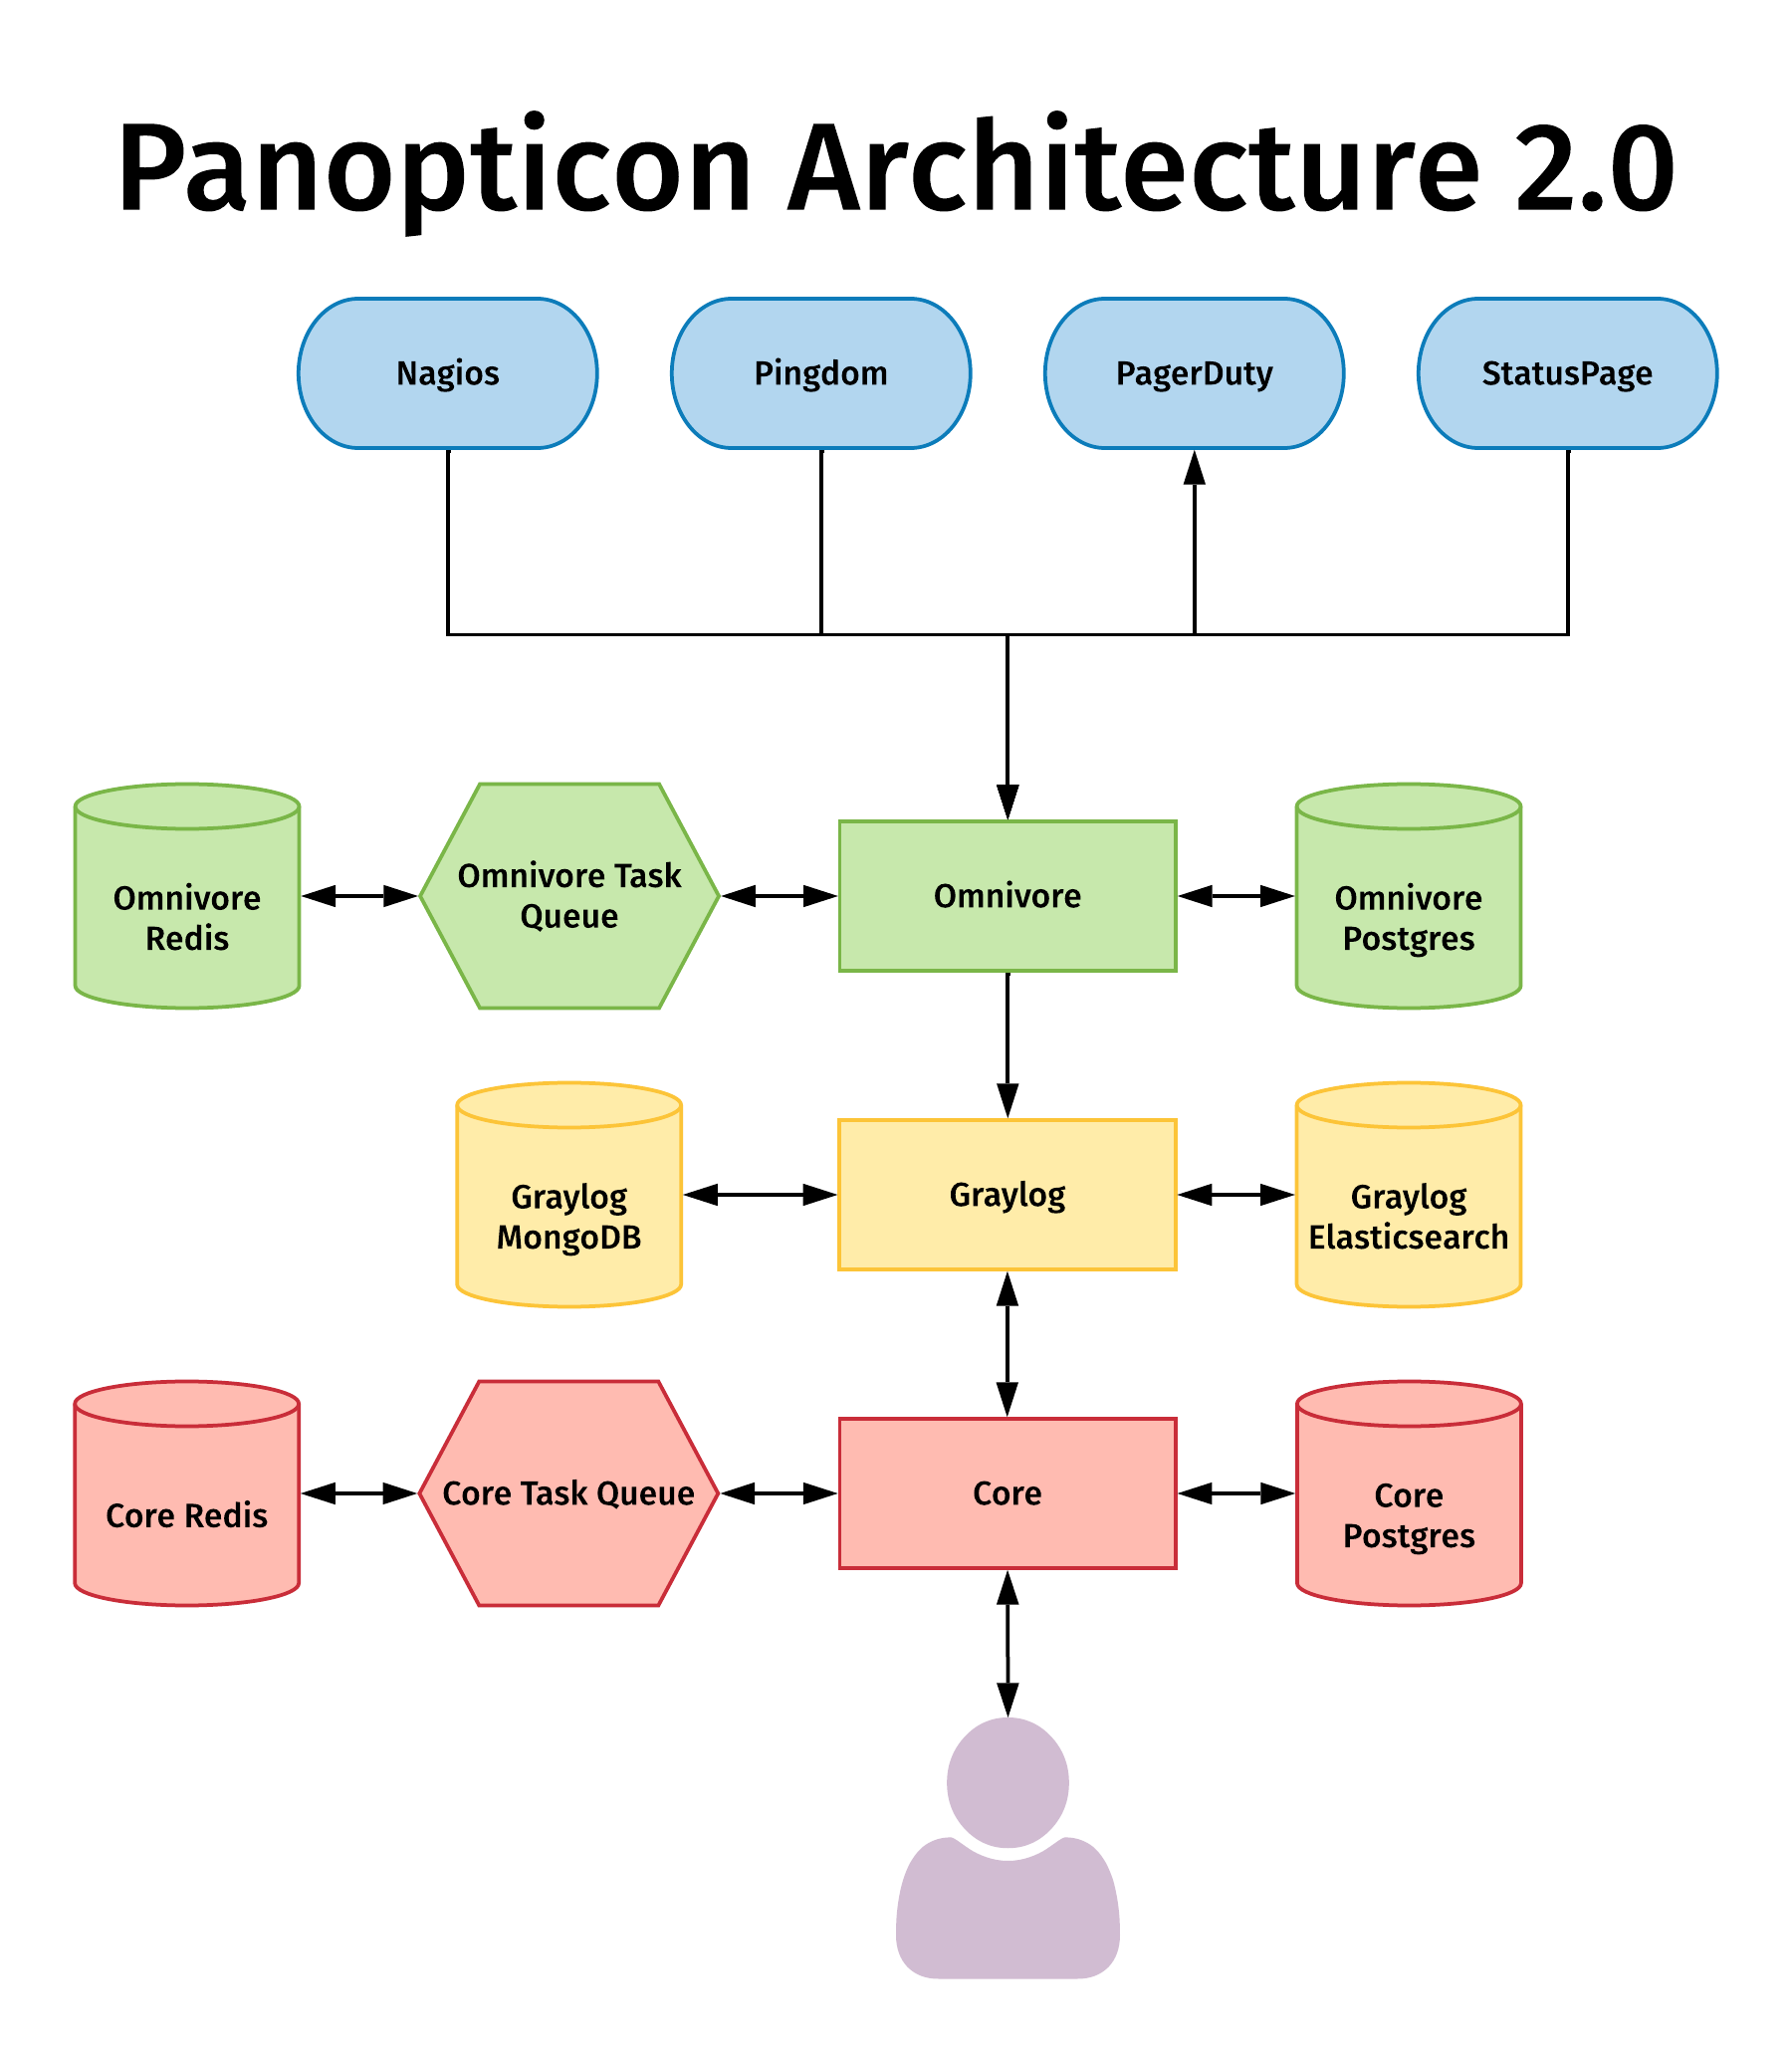 Panopticon Architecture 2.0
Nagios
Pingdom
PagerDuty
StatusPage
Omnivore
Redis
Omnivore Task
Queue
Omnivore
Omnivore
Postgres
Graylog
MongoDB
Graylog
Graylog
Elasticsearch
Core Redis
Core Task Queue
Core
Core
Postgres